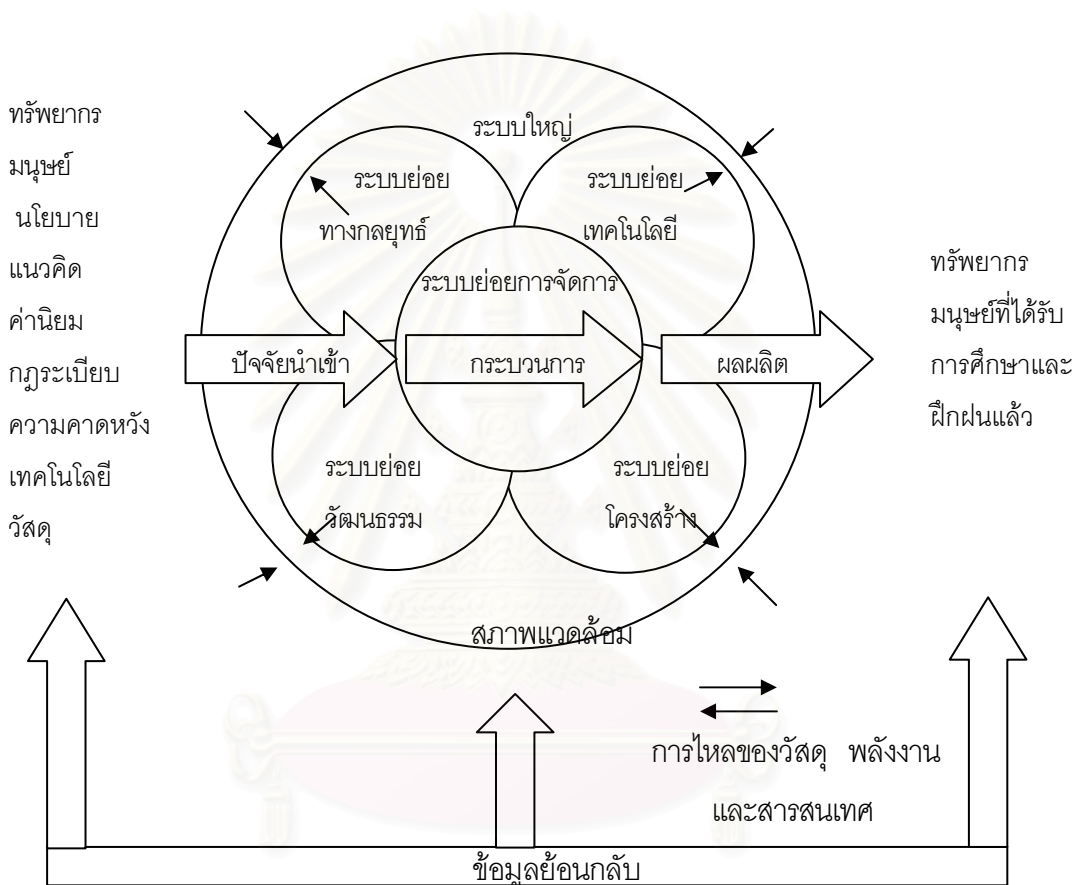 ทรัพยากร
มนุษย์
นโยบาย
แนวคิด
ค่านิยม
กฎระเบียบ
ความคาดหวัง
เทคโนโลยี
วัสดุ
ระบบใหญ่
ระบบย่อย
ทางกลยุทธ์
ระบบย่อย
เทคโนโลยี
ระบบย่อยการจัดการ
ปัจจัยนำเข้า
กระบวนการ
ผลผลิต
ระบบย่อย
วัฒนธรรม
ระบบย่อย
โครงสร้าง
สภาพแวดล้อม
ทรัพยากร
มนุษย์ที่ได้รับ
การศึกษาและ
ฝึกฝนแล้ว
การไหลของวัสดุ พลังงาน
และสารสนเทศ
ข้อมูลย้อนกลับ